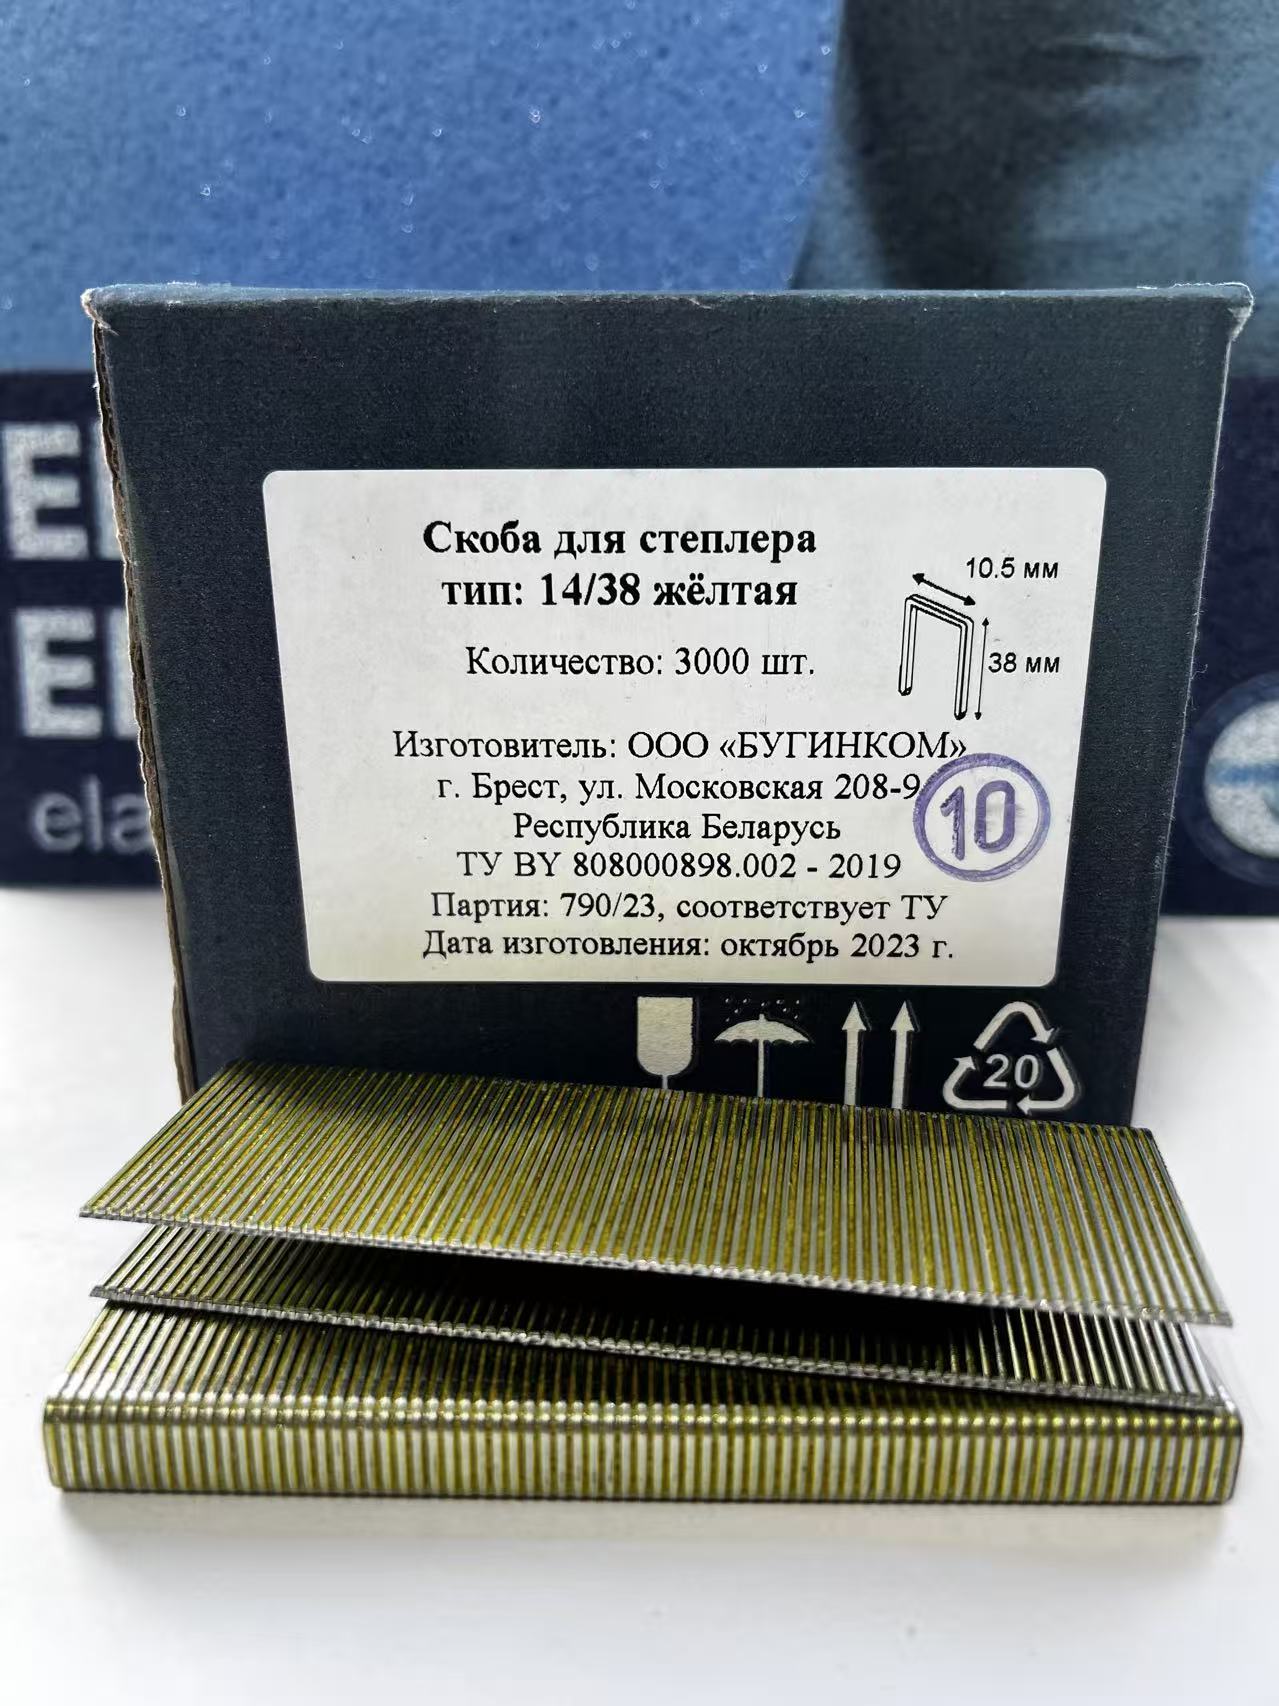 Скоба для степлера
тип: 14/38 жёлтая
10.5 мм
38 мм
Количество: 3000 шт.
Изготовитель: ООО «БУГИНКОМ»
г. Брест, ул. Московская 208-9
Республика Беларусь
10
ТУ BY 808000898.002 - 2019
Партия: 790/23, соответствует ТУ
Дата изготовления: октябрь 2023 г.
20